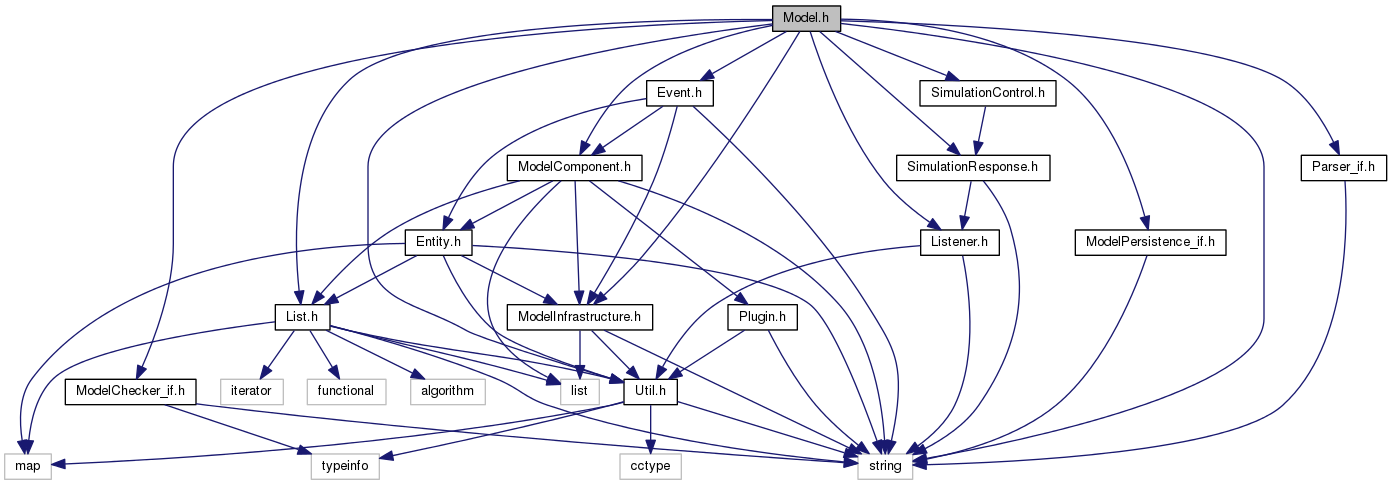 Model.h
Event.h
SimulationControl.h
ModelComponent.h
SimulationResponse.h
Parser_if.h
Entity.h
Listener.h
ModelPersistence_if.h
List.h
ModelInfrastructure.h
Plugin.h
ModelChecker_if.h
iterator
functional
algorithm
list
Util.h
map
typeinfo
cctype
string